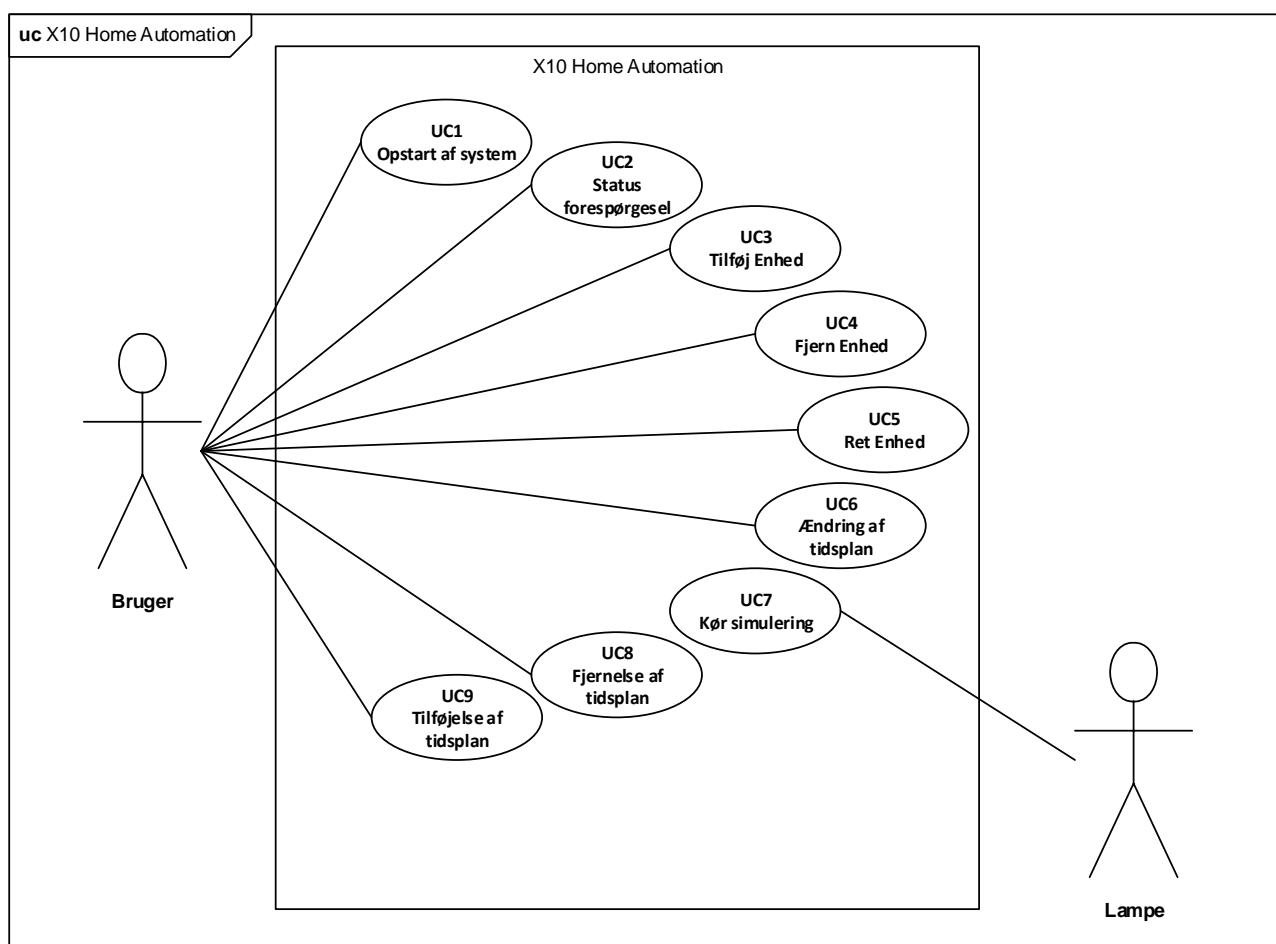 uc X10 Home Automation
X10 Home Automation
UC1
Opstart af system
UC2
Status
forespørgesel
UC3
Tilføj Enhed
UC4
Fjern Enhed
UC5
Ret Enhed
UC6
Ændring af
tidsplan
UC7
Kør simulering
UC8
Fjernelse af
tidsplan
UC9
Tilføjelse af
tidsplan
Bruger
Lampe